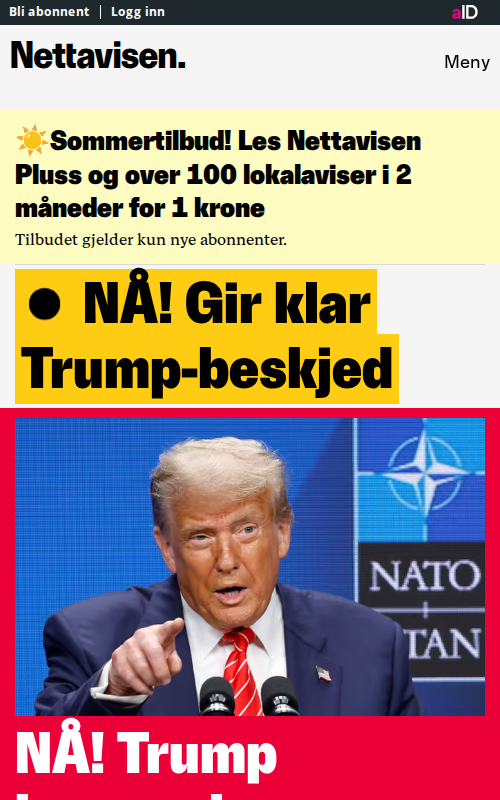 Bli abonnent | Logg inn
aID
Nettavisen.
Meny
☀️Sommertilbud! Les Nettavisen
Pluss og over 100 lokalaviser i 2
måneder for 1 krone
Tilbudet gjelder kun nye abonnenter.
● NÅ! Gir klar
Trump-beskjed
NATO
TAN
NÅ! Trump